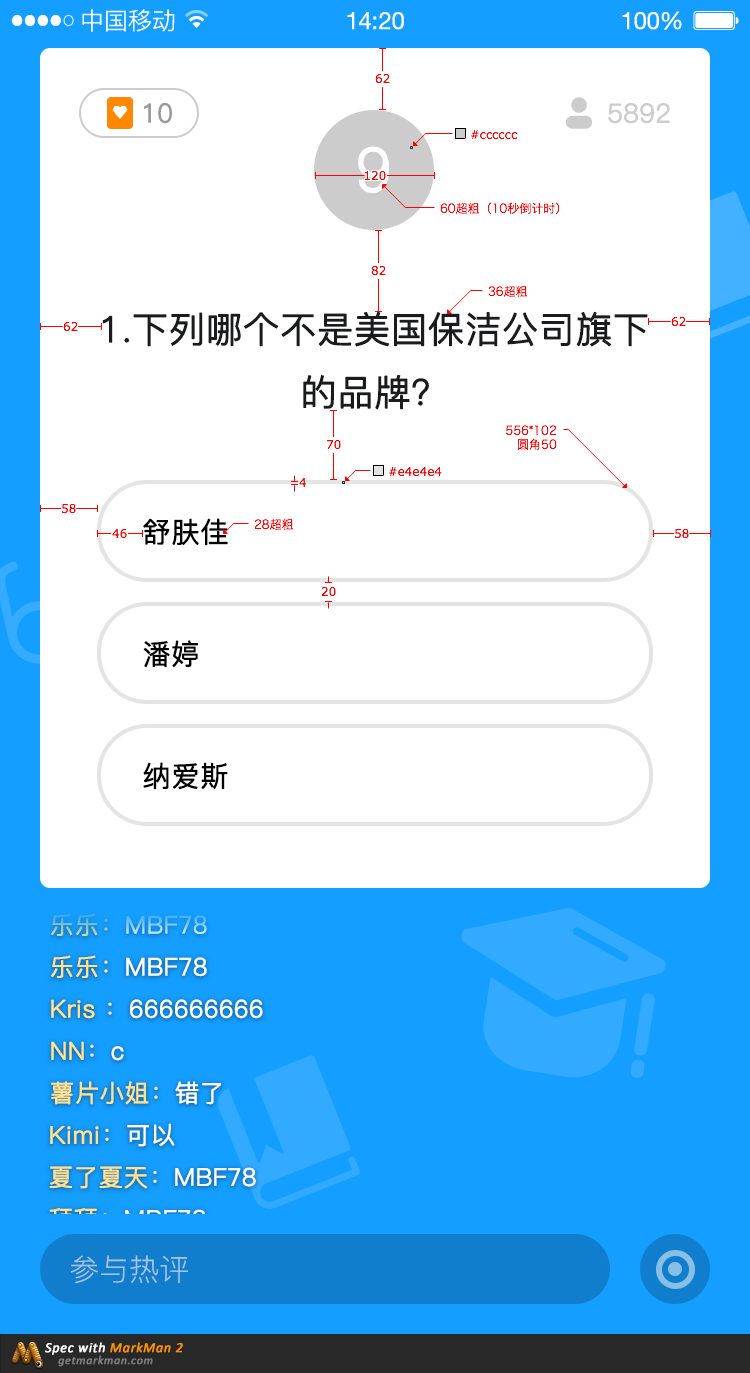 中国移动
14:20
100%
62
10
5892
#cccccc
9
120
60超粗（10秒倒计时）
82
36超粗
62
1.下列哪个不是美国保洁公司旗下
62
的品牌?
556*102
圆角50
70
#e4e4e4
4
58
46
舒肤佳
28超粗
58
20
潘婷
纳爱斯
乐乐：MBF78
乐乐：MBF78
Kris：666666666
NN：c
薯片小姐：错了
Kimi：可以
夏了夏天：MBF78
参与热评
Spec with MarkMan 2
getmarkman.com